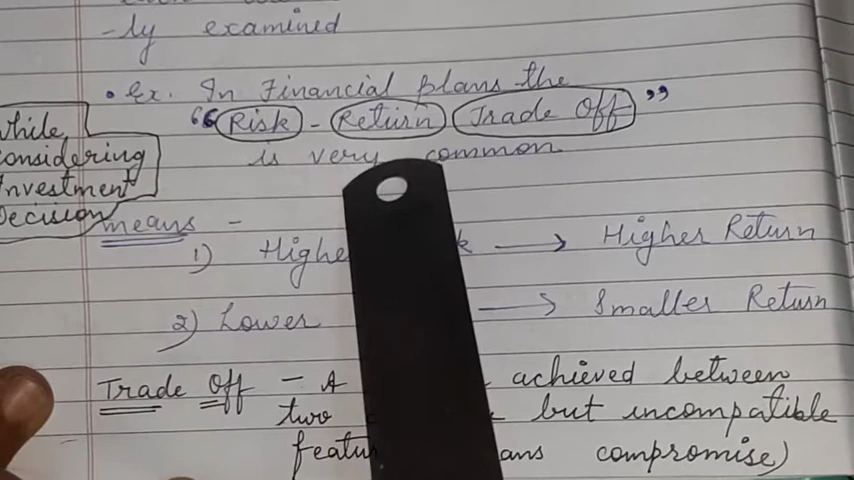 -ly examined
• Ex. In Financial plans the
"Risk - Return Trade Off"
is very common
While
Considering
Investment
Decision
means -
1) Highe k → Higher Return
2) Lower → Smaller Return
Trade Off - A achieved between
two but incompatible
featu ans compromise)